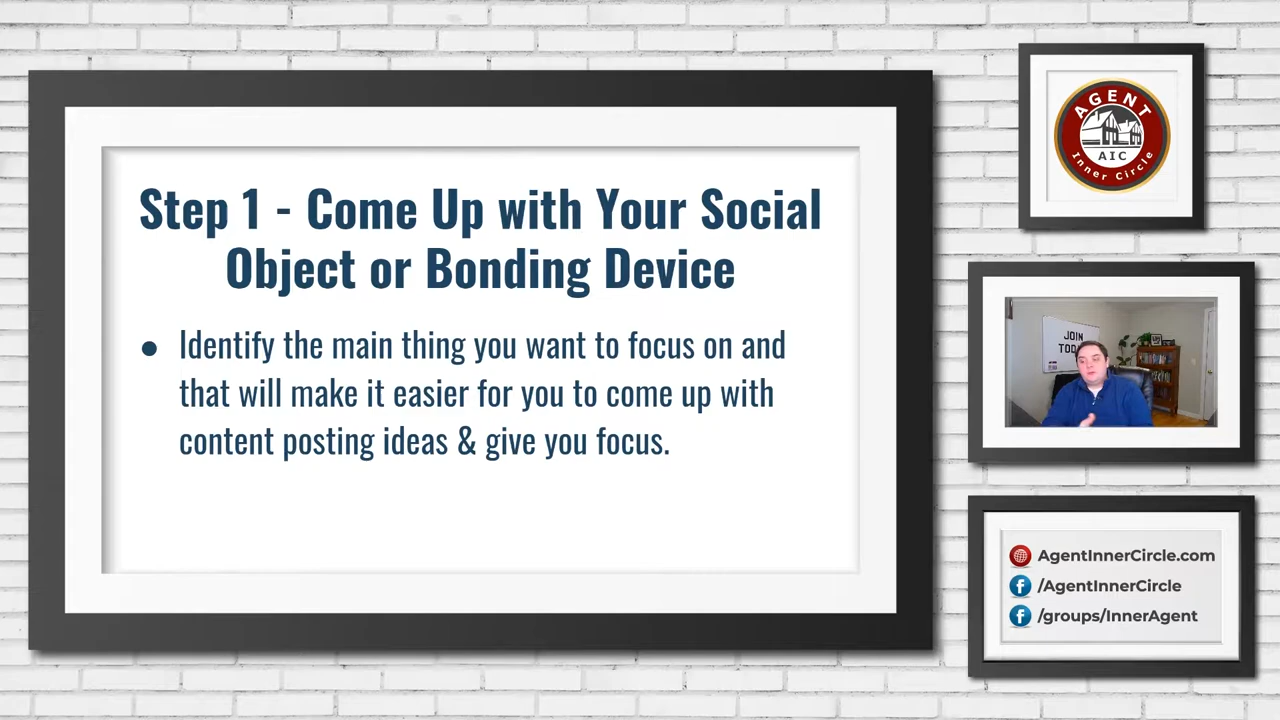 Step 1 - Come Up with Your Social
Object or Bonding Device
● Identify the main thing you want to focus on and
that will make it easier for you to come up with
content posting ideas & give you focus.
AGENT
AIC
Inner Circle
JOIN
AgentInnerCircle.com
/AgentInnerCircle
/groups/InnerAgent